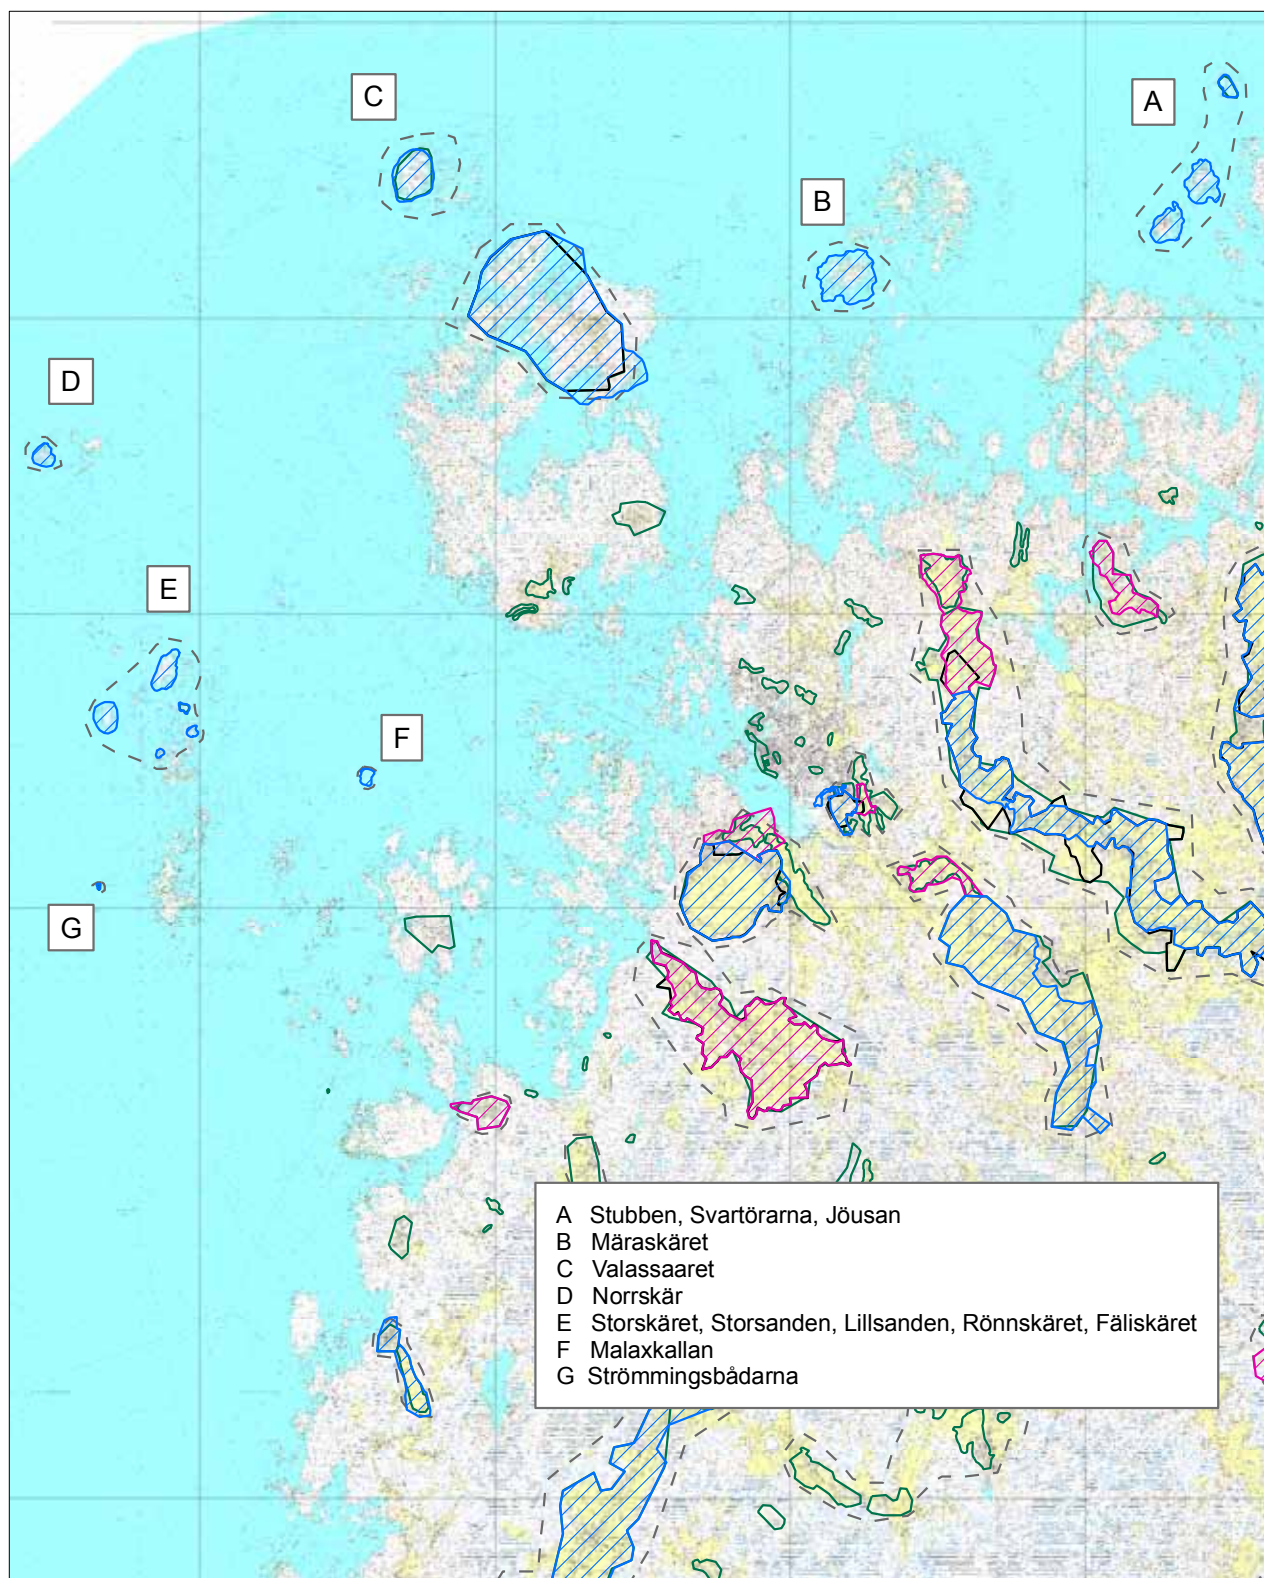 C
A
B
D
E
F
G
A Stubben, Svartörarna, Jöusan
B Märaskäret
C Valassaaret
D Norrskär
E Storskäret, Storsanden, Lillsanden, Rönnskäret, Fäliskäret
F Malaxkallan
G Strömmingsbådarna